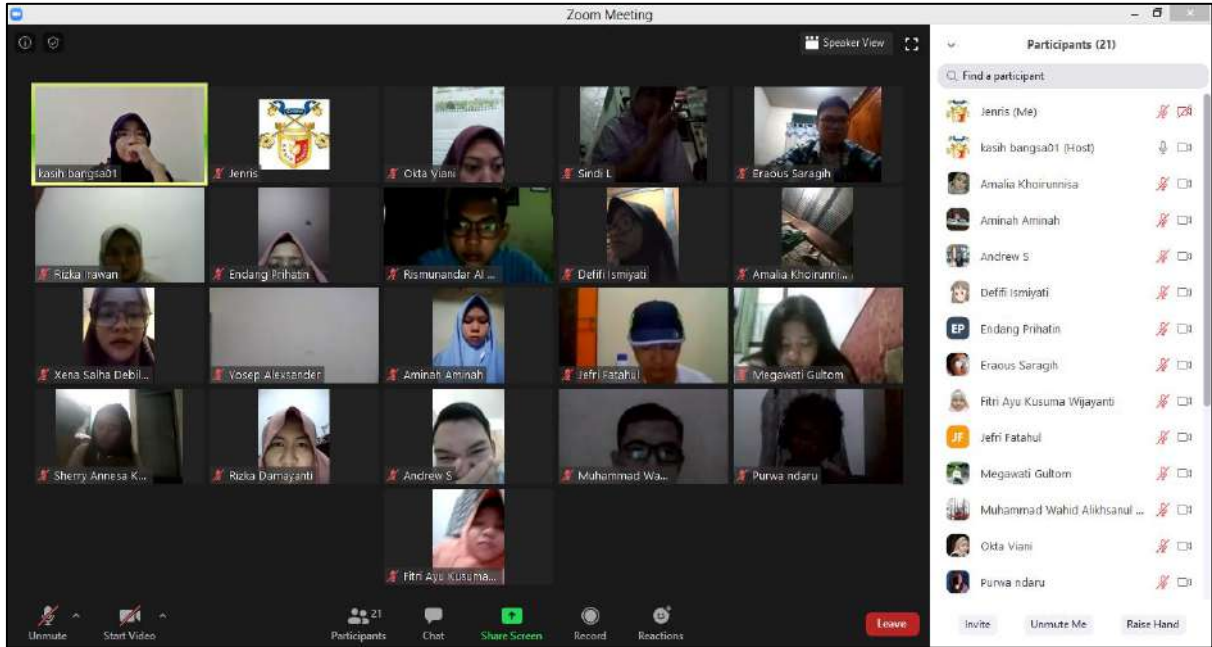 Zoom Meeting
Speaker View
kasih bangsa01
Jenris
Okta Viani
Sindi L
Eraous Saragih
Rizka Irawan
Endang Prihatin
Rismunandar Al ...
Defifi Ismiyati
Amalia Khoirunni...
Xena Salha Debil...
Yosep Alexsander
Aminah Aminah
Jefri Fatahul
Megawati Gultom
Sherry Annesa K...
Rizka Damayanti
Andrew S
Muhammad Wa...
Purwa ndaru
Fitri Ayu Kusuma...
Unmute
Start Video
21
Participants
Chat
Share Screen
Record
Reactions
Leave
Participants (21)
Find a participant
Jenris (Me)
kasih bangsa01 (Host)
Amalia Khoirunnisa
Aminah Aminah
Andrew S
Defifi Ismiyati
EP Endang Prihatin
Eraous Saragih
Fitri Ayu Kusuma Wijayanti
JF Jefri Fatahul
Megawati Gultom
Muhammad Wahid Alikhsanul ...
Okta Viani
Purwa ndaru
Invite
Unmute Me
Raise Hand